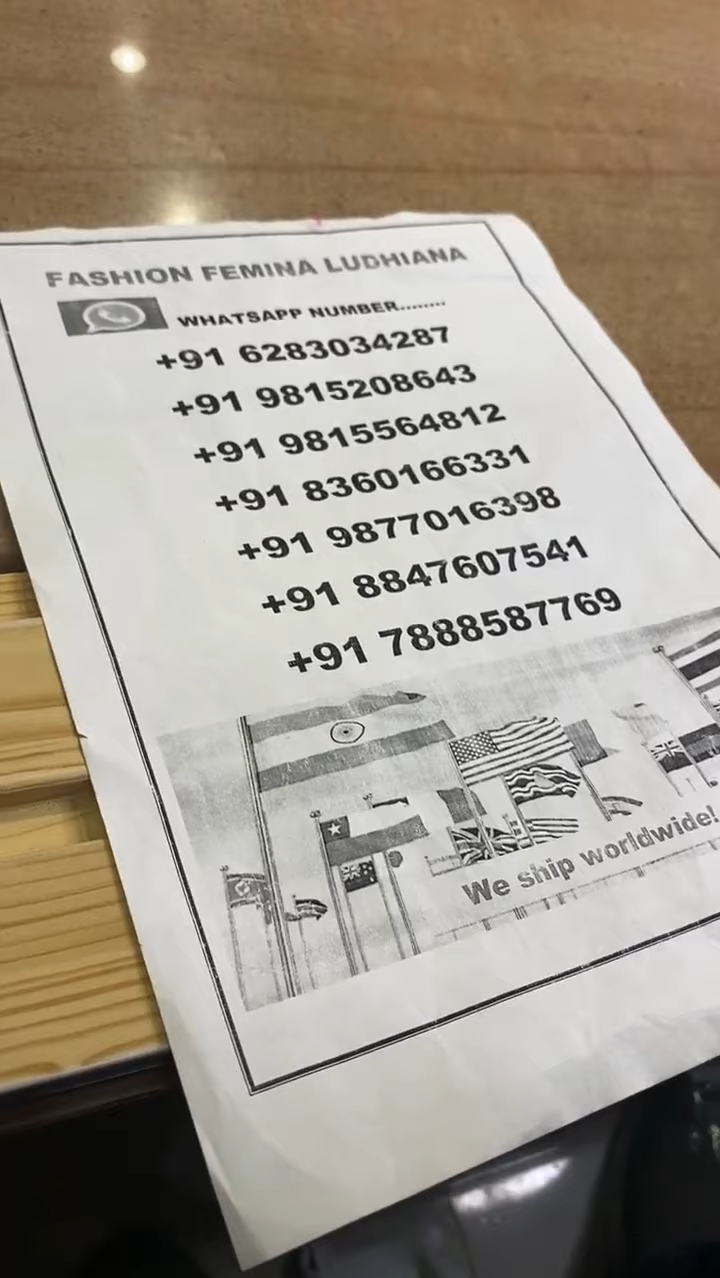 FASHION FEMINA LUDHIANA
WHATSAPP NUMBER........
+91 6283034287
+91 9815208643
+91 9815564812
+91 8360166331
+91 9877016398
+91 8847607541
+91 7888587769
We ship worldwide!